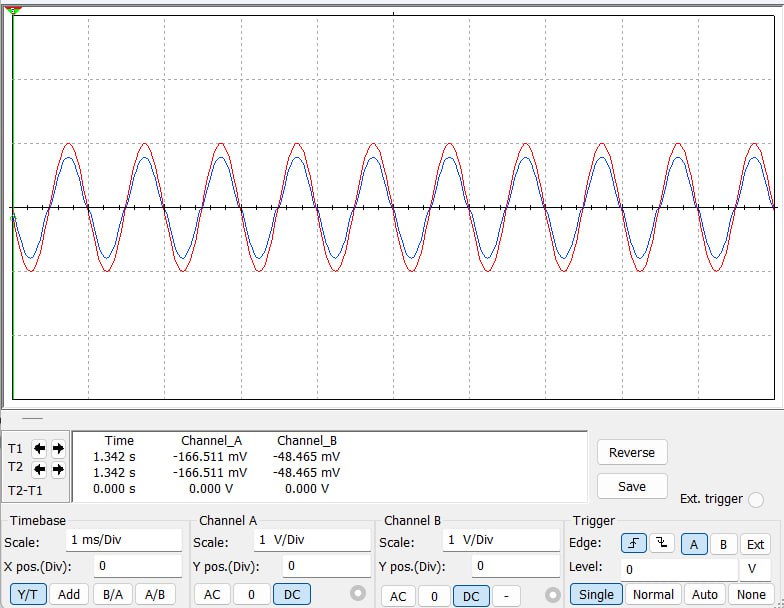 Time Channel_A Channel_B
T1 1.342 s -166.511 mV -48.465 mV
T2 1.342 s -166.511 mV -48.465 mV
T2-T1 0.000 s 0.000 V 0.000 V
Reverse
Save
Ext. trigger
Timebase
Scale: 1 ms/Div
X pos.(Div): 0
Y/T Add B/A A/B
Channel A
Scale: 1 V/Div
Y pos.(Div): 0
AC 0 DC
Channel B
Scale: 1 V/Div
Y pos.(Div): 0
AC 0 DC -
Trigger
Edge: A B Ext
Level: 0 V
Single Normal Auto None